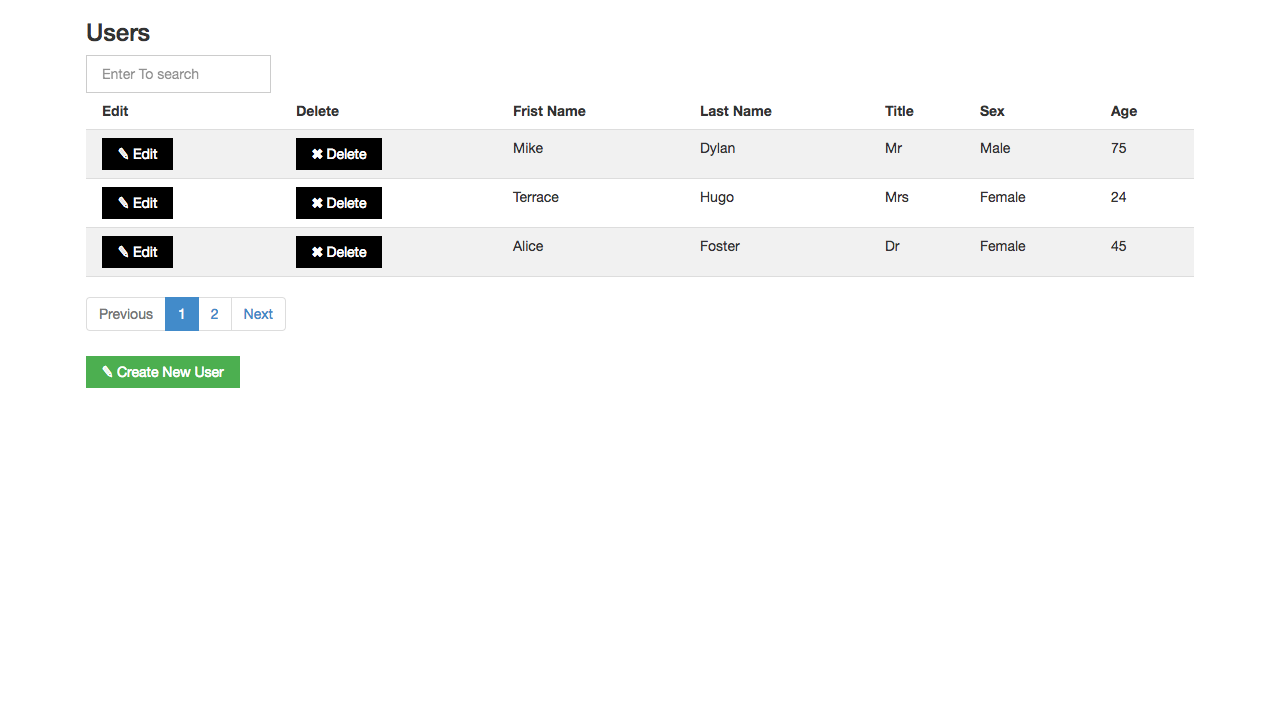 Users
Enter To search
Edit Delete Frist Name Last Name Title Sex Age
✎ Edit ✖ Delete Mike Dylan Mr Male 75
✎ Edit ✖ Delete Terrace Hugo Mrs Female 24
✎ Edit ✖ Delete Alice Foster Dr Female 45
Previous 1 2 Next
✎ Create New User